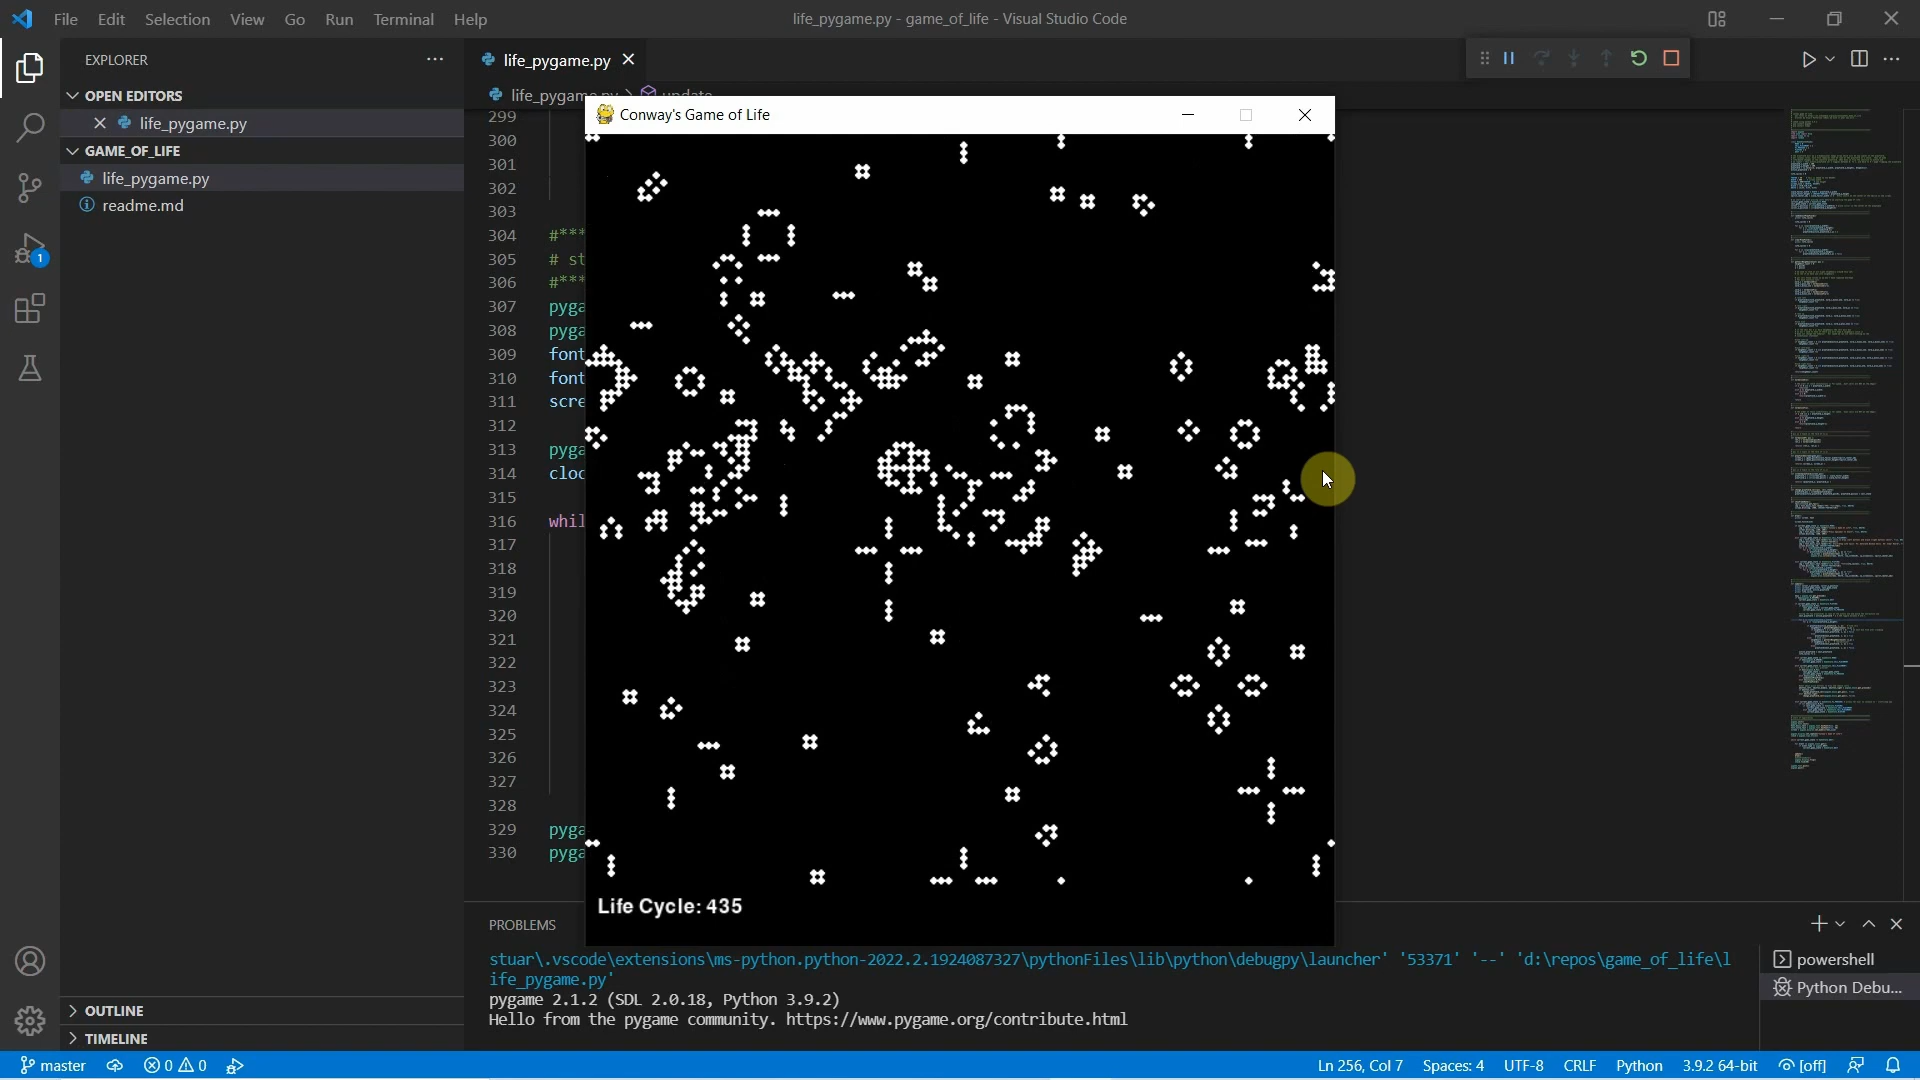 File Edit Selection View Go Run Terminal Help
life_pygame.py - game_of_life - Visual Studio Code
EXPLORER
OPEN EDITORS
life_pygame.py
GAME_OF_LIFE
life_pygame.py
readme.md
OUTLINE
TIMELINE
1
life_pygame.py
life_pygame.py > update
Conway's Game of Life
299
300
301
302
303
304 #***
305 # st
306 #***
307 pyga
308 pyga
309 font
310 font
311 scre
312
313 pyga
314 cloc
315
316 whil
317
318
319
320
321
322
323
324
325
326
327
328
329 pyga
330 pyga
Life Cycle: 435
PROBLEMS
stuar\.vscode\extensions\ms-python.python-2022.2.1924087327\pythonFiles\lib\python\debugpy\launcher' '53371' '--' 'd:\repos\game_of_life\l
ife_pygame.py'
pygame 2.1.2 (SDL 2.0.18, Python 3.9.2)
Hello from the pygame community. https://www.pygame.org/contribute.html
powershell
Python Debu...
master 0 0
Ln 256, Col 7 Spaces: 4 UTF-8 CRLF Python 3.9.2 64-bit [off]